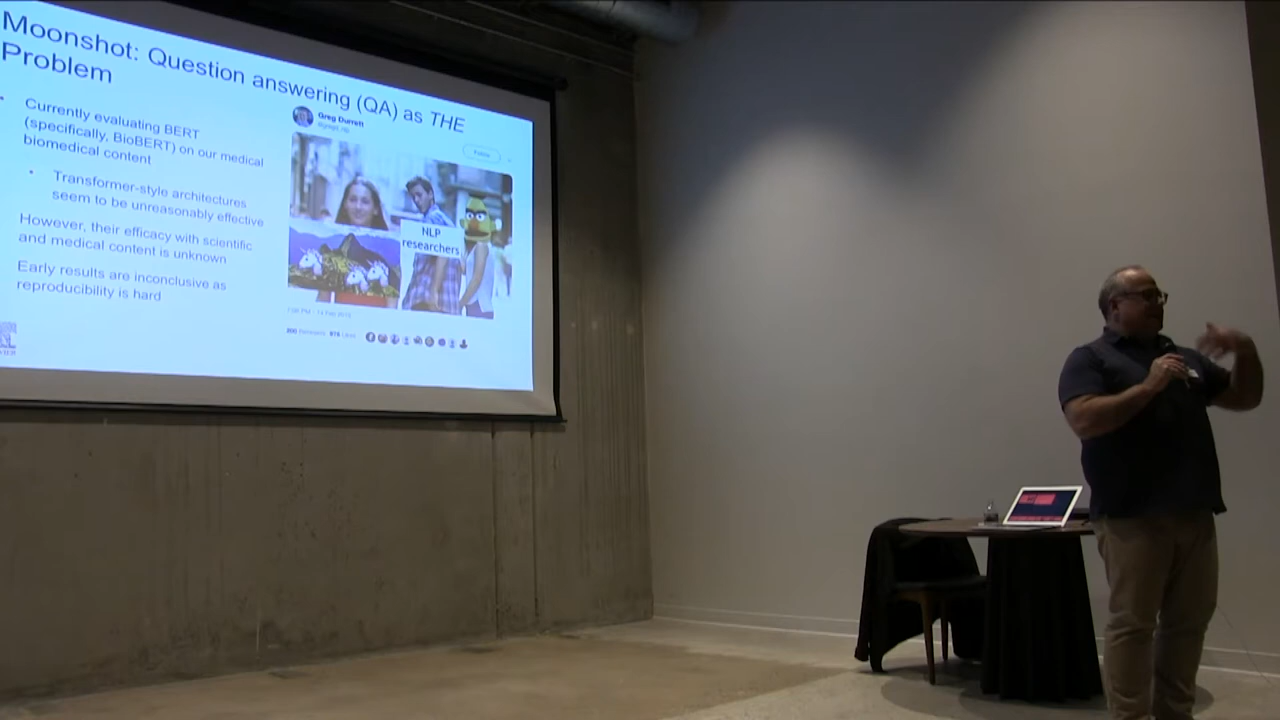 Moonshot: Question answering (QA) as THE
Problem
Currently evaluating BERT
(specifically, BioBERT) on our medical
biomedical content
Transformer-style architectures
seem to be unreasonably effective
However, their efficacy with scientific
and medical content is unknown
Early results are inconclusive as
reproducibility is hard
Greg Durrett
Follow
NLP
researchers